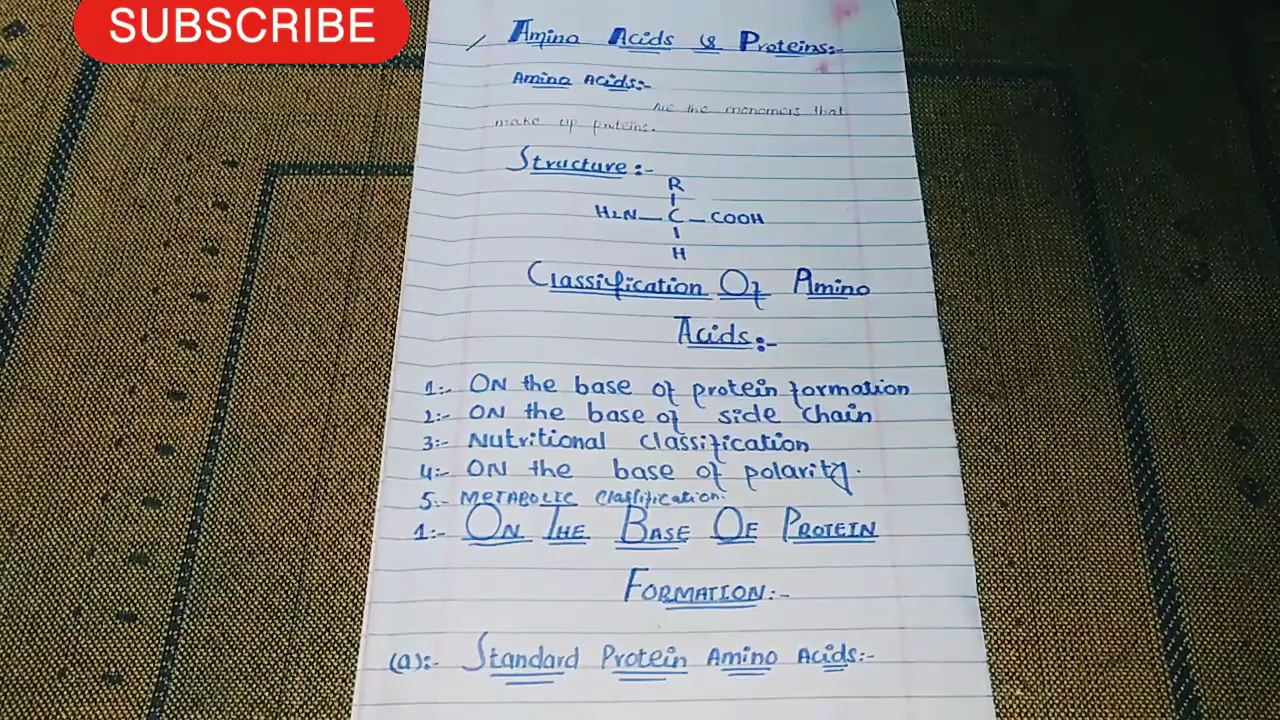 SUBSCRIBE
Amino Acids & Proteins:-
Amino Acids:-
Are the monomers that
make up proteins.
Structure:-
R
H2N—C—COOH
H
Classification Of Amino
Acids:-
1:- ON the base of protein formation
2:- ON the base of side chain
3:- Nutritional classification
4:- ON the base of polarity.
5:- METABOLIC classification.
1:- ON THE BASE OF PROTEIN
FORMATION:-
(a):- Standard Protein Amino Acids:-